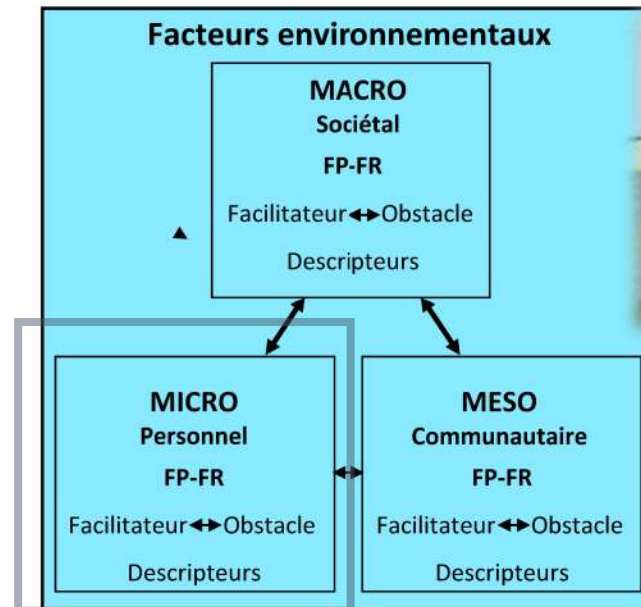 Facteurs environnementaux
MACRO
Sociétal
FP-FR
Facilitateur↔Obstacle
Descripteurs
MICRO
Personnel
FP-FR
Facilitateur↔Obstacle
Descripteurs
MESO
Communautaire
FP-FR
Facilitateur↔Obstacle
Descripteurs